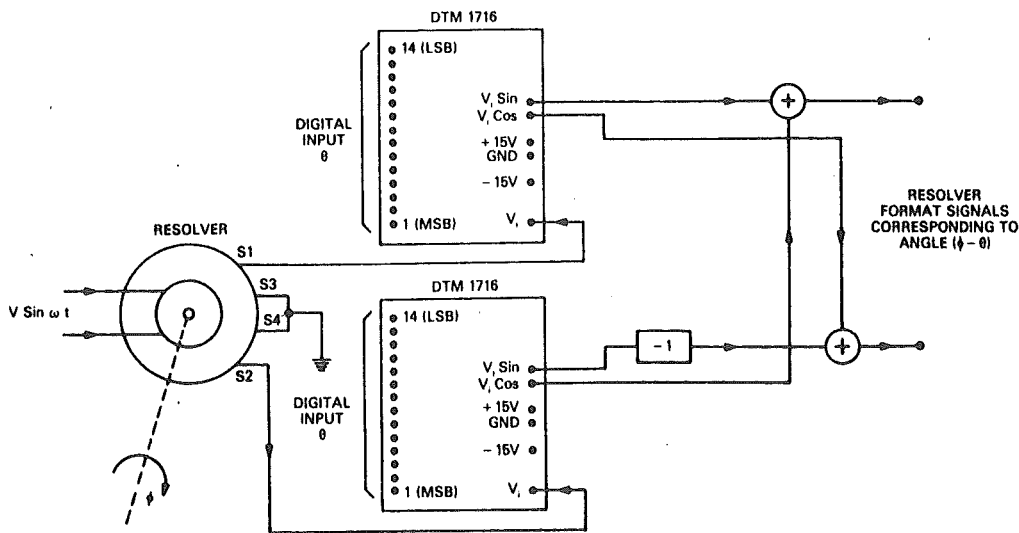 DTM 1716
14 (LSB)
V, Sin
V, Cos
DIGITAL
INPUT
θ
+ 15V
GND
− 15V
1 (MSB)
V,
RESOLVER
FORMAT SIGNALS
CORRESPONDING TO
ANGLE (ϕ − θ)
RESOLVER
S1
S3
S4
S2
V Sin ω t
ϕ
DTM 1716
14 (LSB)
V, Sin
V, Cos
DIGITAL
INPUT
θ
+ 15V
GND
− 15V
1 (MSB)
V,
− 1
+
+